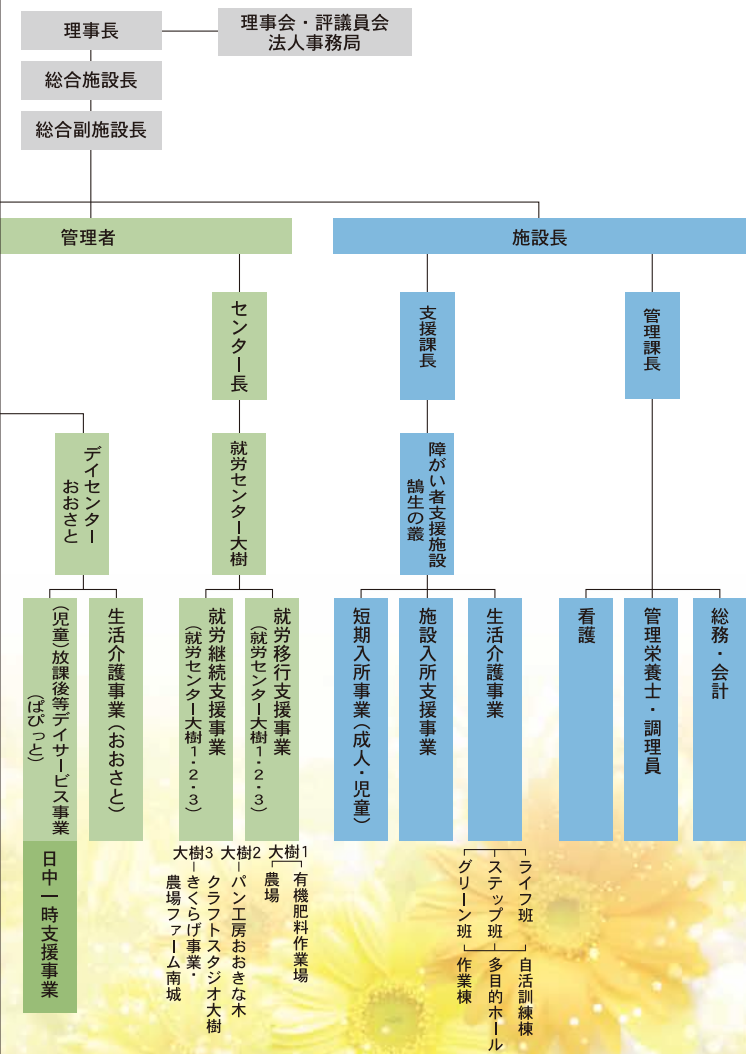 理事長
理事会・評議員会
法人事務局
総合施設長
総合副施設長
管理者
施設長
センター長
支援課長
管理課長
デイセンター
おおさと
就労センター大樹
障がい者支援施設
鵠生の叢
(児童)放課後等デイサービス事業
(ぱぴっと)
生活介護事業(おおさと)
就労継続支援事業
(就労センター大樹1・2・3)
就労移行支援事業
(就労センター大樹1・2・3)
短期入所事業(成人・児童)
施設入所支援事業
生活介護事業
看護
管理栄養士・調理員
総務・会計
日中一時支援事業
大樹3
きくらげ事業・
農場ファーム南城
大樹2
パン工房おおきな木
クラフトスタジオ大樹
大樹1
有機肥料作業場
農場
ライフ班
ステップ班
グリーン班
自活訓練棟
多目的ホール
作業棟